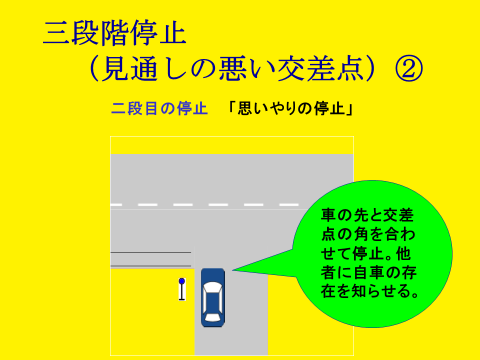 三段階停止
（見通しの悪い交差点）②
二段目の停止　「思いやりの停止」
車の先と交差
点の角を合わ
せて停止。他
者に自車の存
在を知らせる。